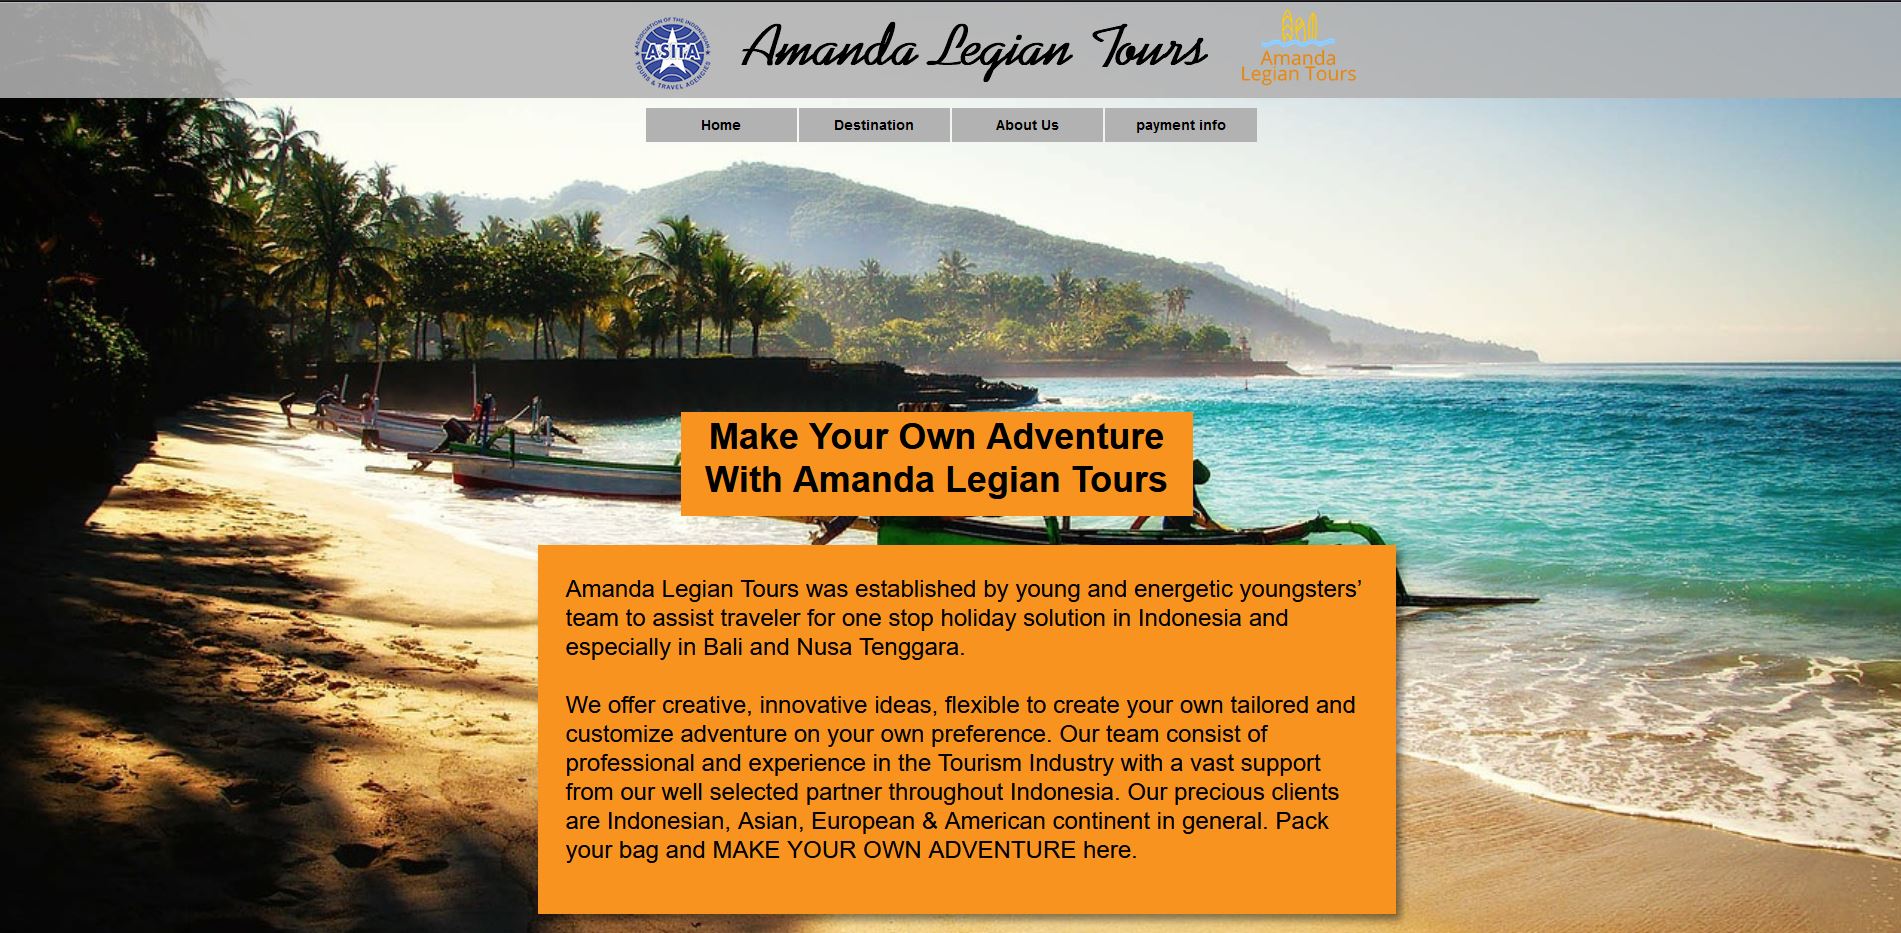 ASSOCIATION OF THE INDONESIAN
ASITA
TOURS & TRAVEL AGENCIES
Amanda Legian Tours
Amanda
Legian Tours
Home
Destination
About Us
payment info
Make Your Own Adventure
With Amanda Legian Tours
Amanda Legian Tours was established by young and energetic youngsters’
team to assist traveler for one stop holiday solution in Indonesia and
especially in Bali and Nusa Tenggara.
We offer creative, innovative ideas, flexible to create your own tailored and
customize adventure on your own preference. Our team consist of
professional and experience in the Tourism Industry with a vast support
from our well selected partner throughout Indonesia. Our precious clients
are Indonesian, Asian, European & American continent in general. Pack
your bag and MAKE YOUR OWN ADVENTURE here.